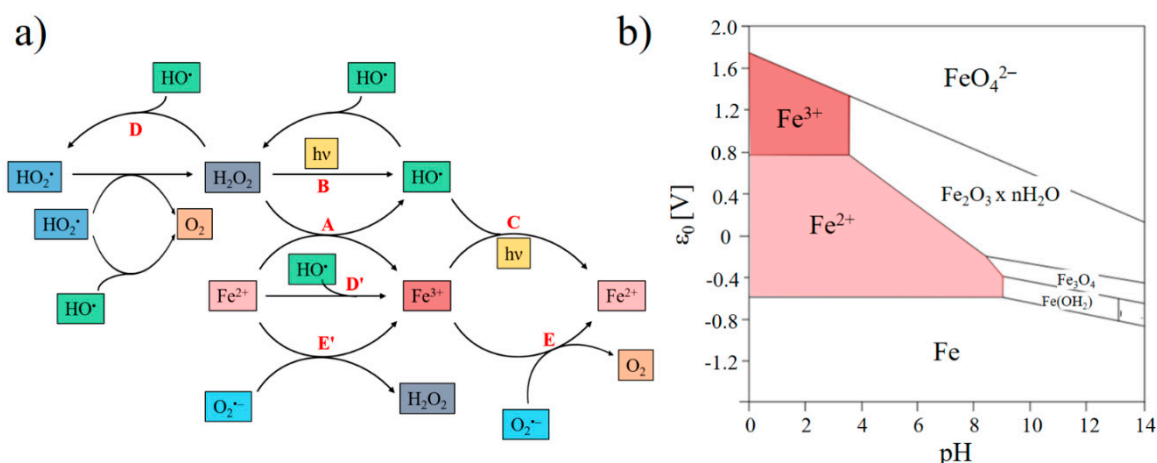 a)
HO•
HO•
D
hν
HO₂•
H₂O₂
HO•
B
HO₂•
O₂
A
C
hν
HO•
HO•
D'
Fe²⁺
Fe³⁺
Fe²⁺
E'
E
O₂
O₂•−
H₂O₂
O₂•−
b)
2.0
1.6
1.2
0.8
0.4
0
-0.4
-0.8
-1.2
ε₀ [V]
FeO₄²⁻
Fe³⁺
Fe₂O₃ x nH₂O
Fe²⁺
Fe₃O₄
Fe(OH₂)
Fe
0
2
4
6
8
10
12
14
pH